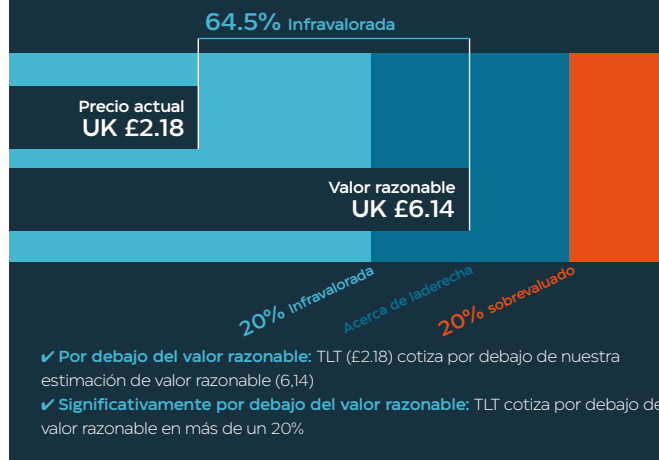 64.5% Infravalorada
Precio actual
UK £2.18
Valor razonable
UK £6.14
20% Infravalorada
Acerca de laderecha
20% sobrevaluado
✔ Por debajo del valor razonable: TLT (£2.18) cotiza por debajo de nuestra
estimación de valor razonable (6,14)
✔ Significativamente por debajo del valor razonable: TLT cotiza por debajo de
valor razonable en más de un 20%